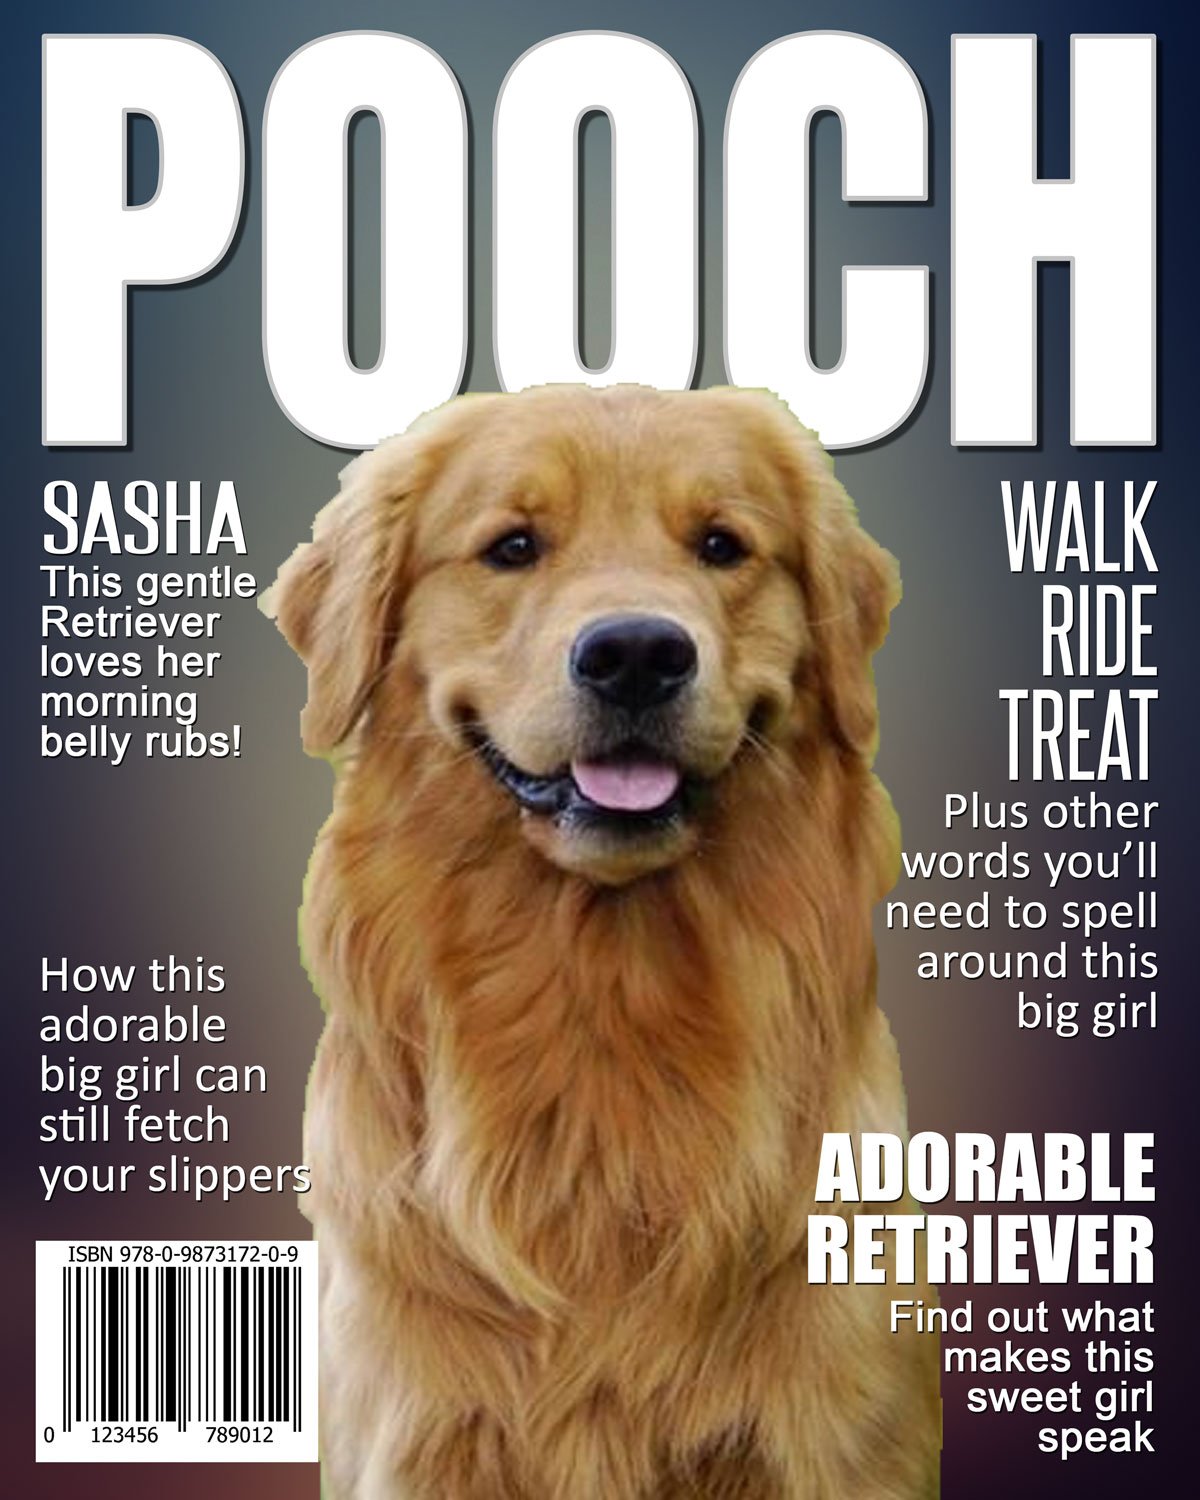 POOCH
SASHA
This gentle
Retriever
loves her
morning
belly rubs!
How this
adorable
big girl can
still fetch
your slippers
ISBN 978-0-9873172-0-9
0 123456 789012
WALK
RIDE
TREAT
Plus other
words you’ll
need to spell
around this
big girl
ADORABLE
RETRIEVER
Find out what
makes this
sweet girl
speak